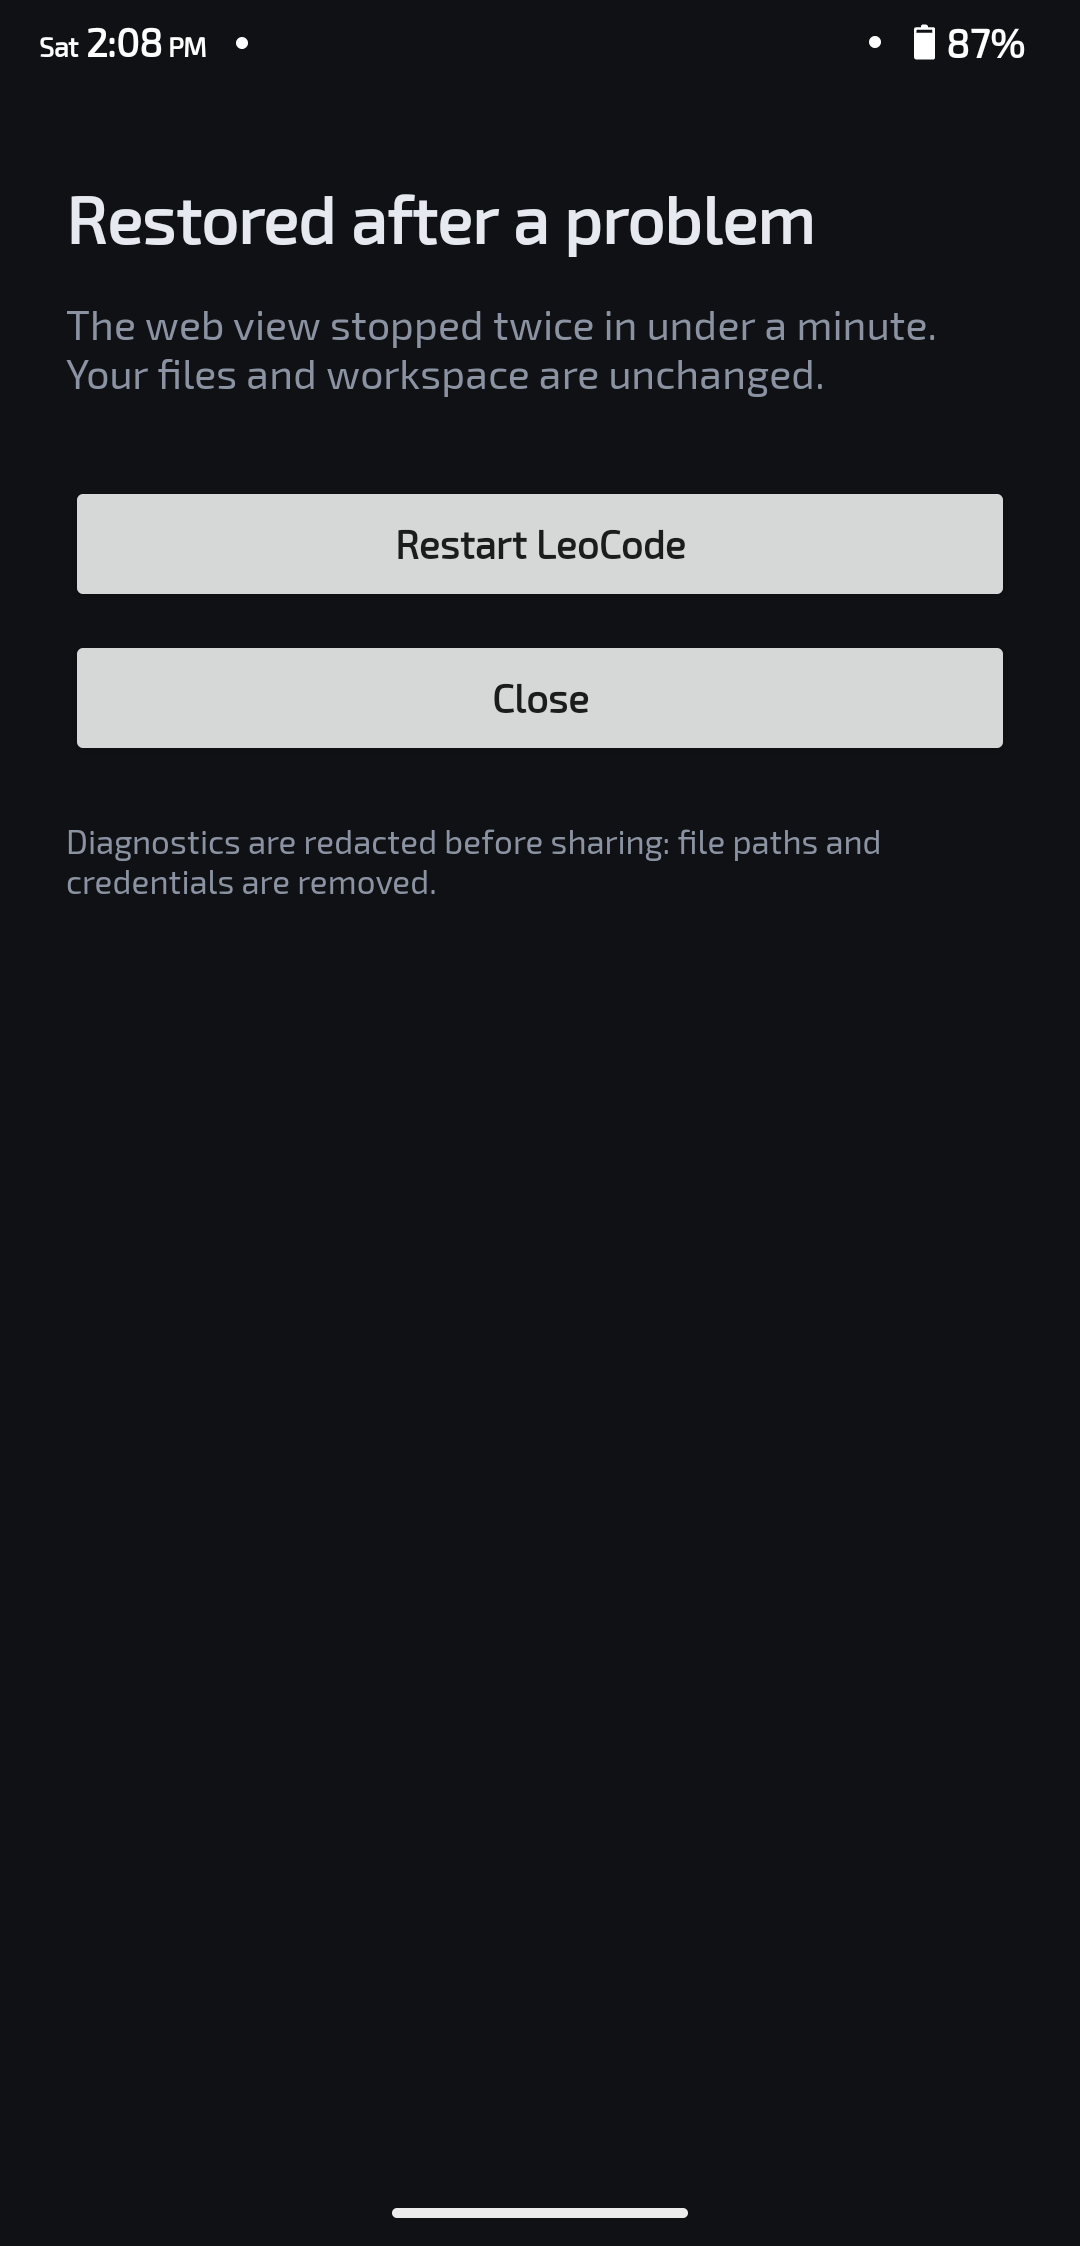 Sat 2:08 PM
87%
Restored after a problem
The web view stopped twice in under a minute.
Your files and workspace are unchanged.
Restart LeoCode
Close
Diagnostics are redacted before sharing: file paths and
credentials are removed.